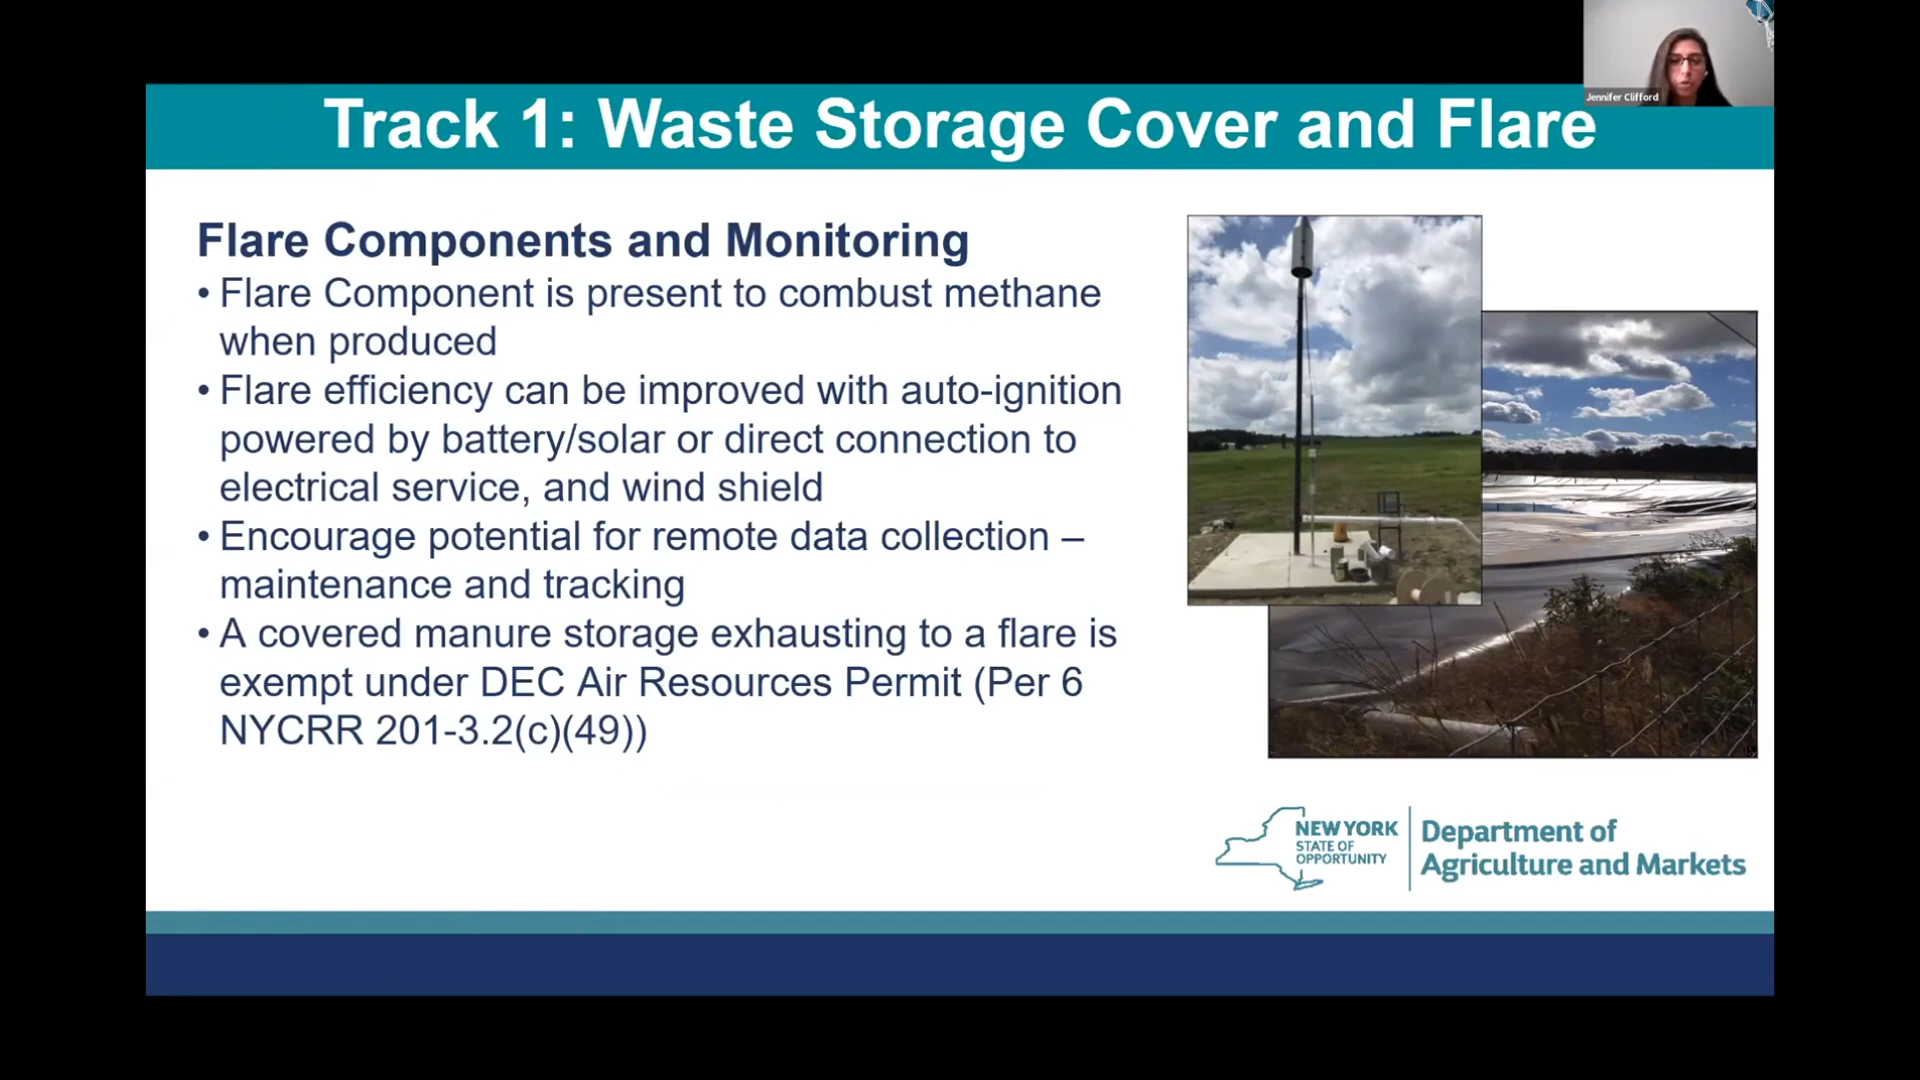 Jennifer Clifford
Track 1: Waste Storage Cover and Flare
Flare Components and Monitoring
• Flare Component is present to combust methane
when produced
• Flare efficiency can be improved with auto-ignition
powered by battery/solar or direct connection to
electrical service, and wind shield
• Encourage potential for remote data collection –
maintenance and tracking
• A covered manure storage exhausting to a flare is
exempt under DEC Air Resources Permit (Per 6
NYCRR 201-3.2(c)(49))
NEW YORK
STATE OF
OPPORTUNITY
Department of
Agriculture and Markets